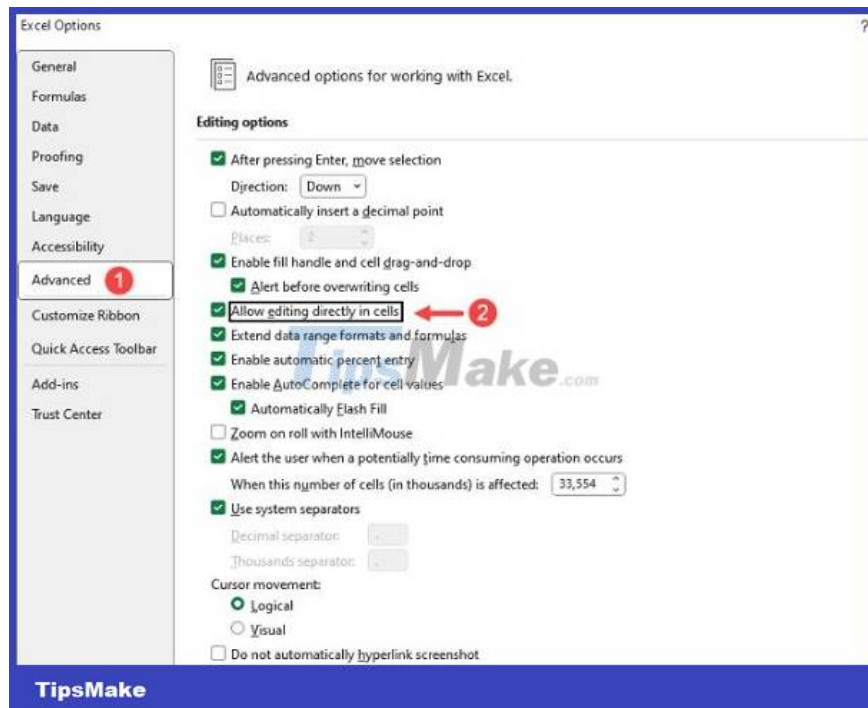 Excel Options
?
General
Formulas
Data
Proofing
Save
Language
Accessibility
Advanced 1
Customize Ribbon
Quick Access Toolbar
Add-ins
Trust Center
Advanced options for working with Excel.
Editing options
After pressing Enter, move selection
Direction: Down
Automatically insert a decimal point
Places: 2
Enable fill handle and cell drag-and-drop
Alert before overwriting cells
Allow editing directly in cells 2
Extend data range formats and formulas
Enable automatic percent entry
TipsMake.com
Enable AutoComplete for cell values
Automatically Flash Fill
Zoom on roll with IntelliMouse
Alert the user when a potentially time consuming operation occurs
When this number of cells (in thousands) is affected: 33,554
Use system separators
Decimal separator:
Thousands separator:
Cursor movement:
Logical
Visual
Do not automatically hyperlink screenshot
TipsMake